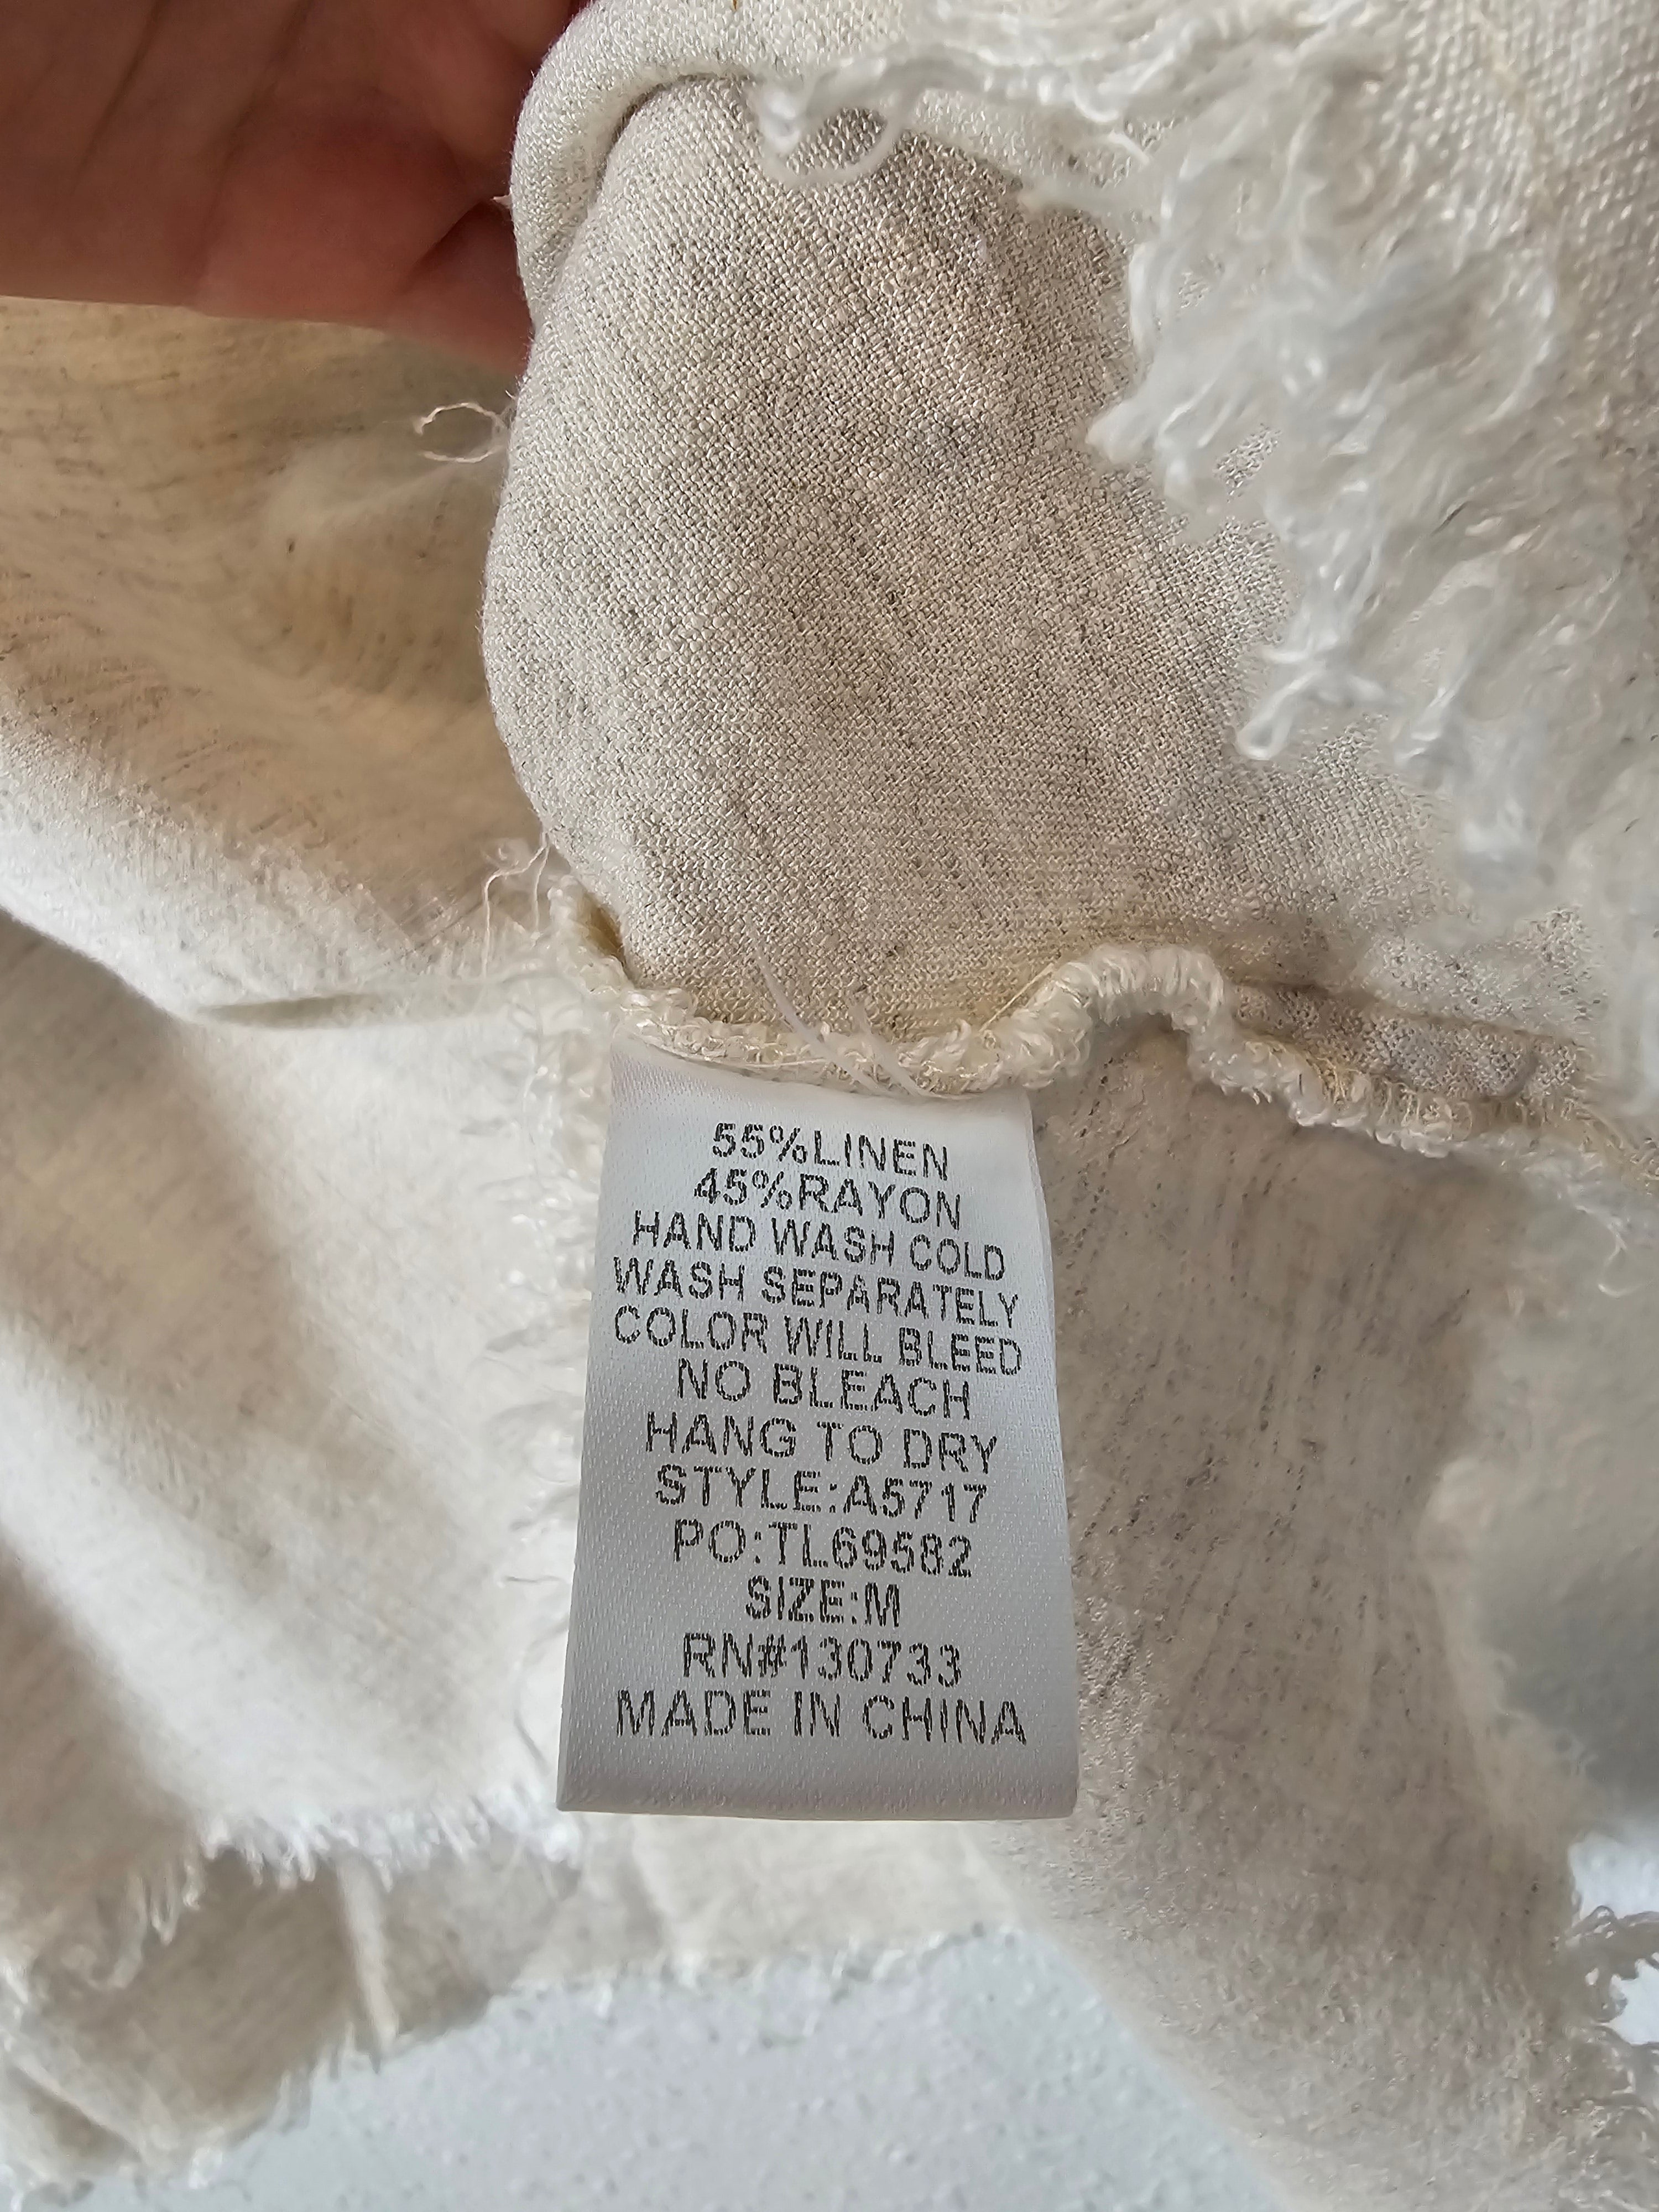 55%LINEN
45%RAYON
HAND WASH COLD
WASH SEPARATELY
COLOR WILL BLEED
NO BLEACH
HANG TO DRY
STYLE:A5717
PO:TL69582
SIZE:M
RN#130733
MADE IN CHINA